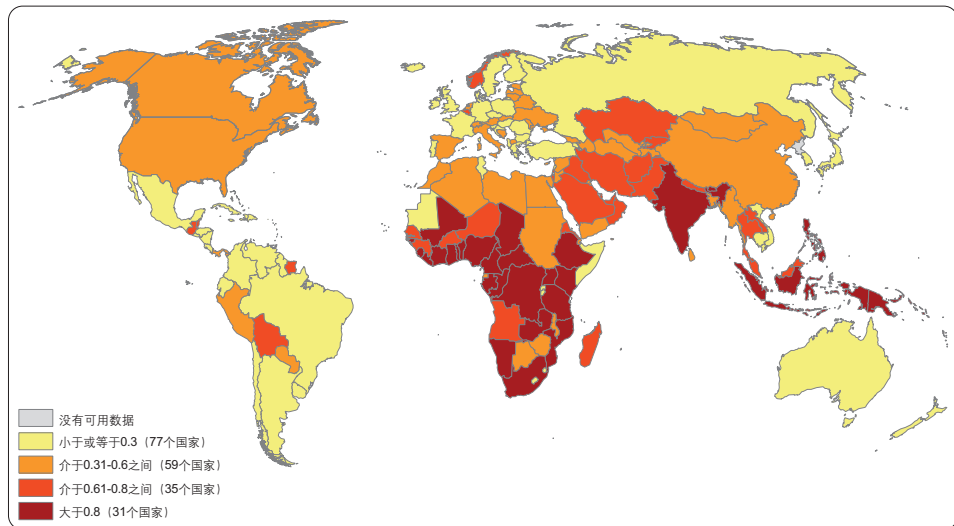 没有可用数据
小于或等于0.3（77个国家）
介于0.31-0.6之间（59个国家）
介于0.61-0.8之间（35个国家）
大于0.8（31个国家）